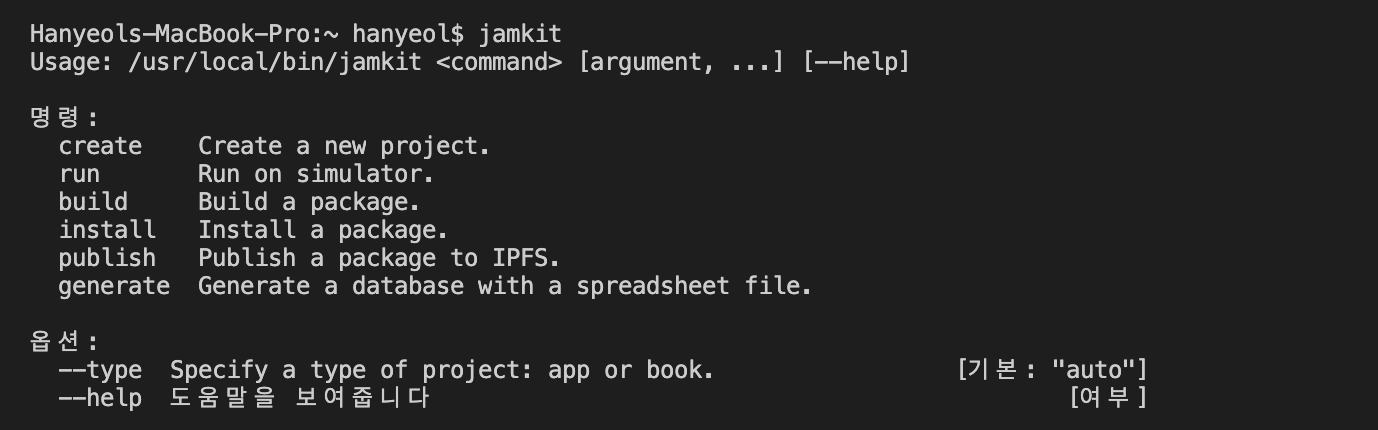 Hanyeols-MacBook-Pro:~ hanyeol$ jamkit
Usage: /usr/local/bin/jamkit <command> [argument, ...] [--help]
명령:
create Create a new project.
run Run on simulator.
build Build a package.
install Install a package.
publish Publish a package to IPFS.
generate Generate a database with a spreadsheet file.
옵션:
--type Specify a type of project: app or book. [기본: "auto"]
--help 도움말을 보여줍니다 [여부]